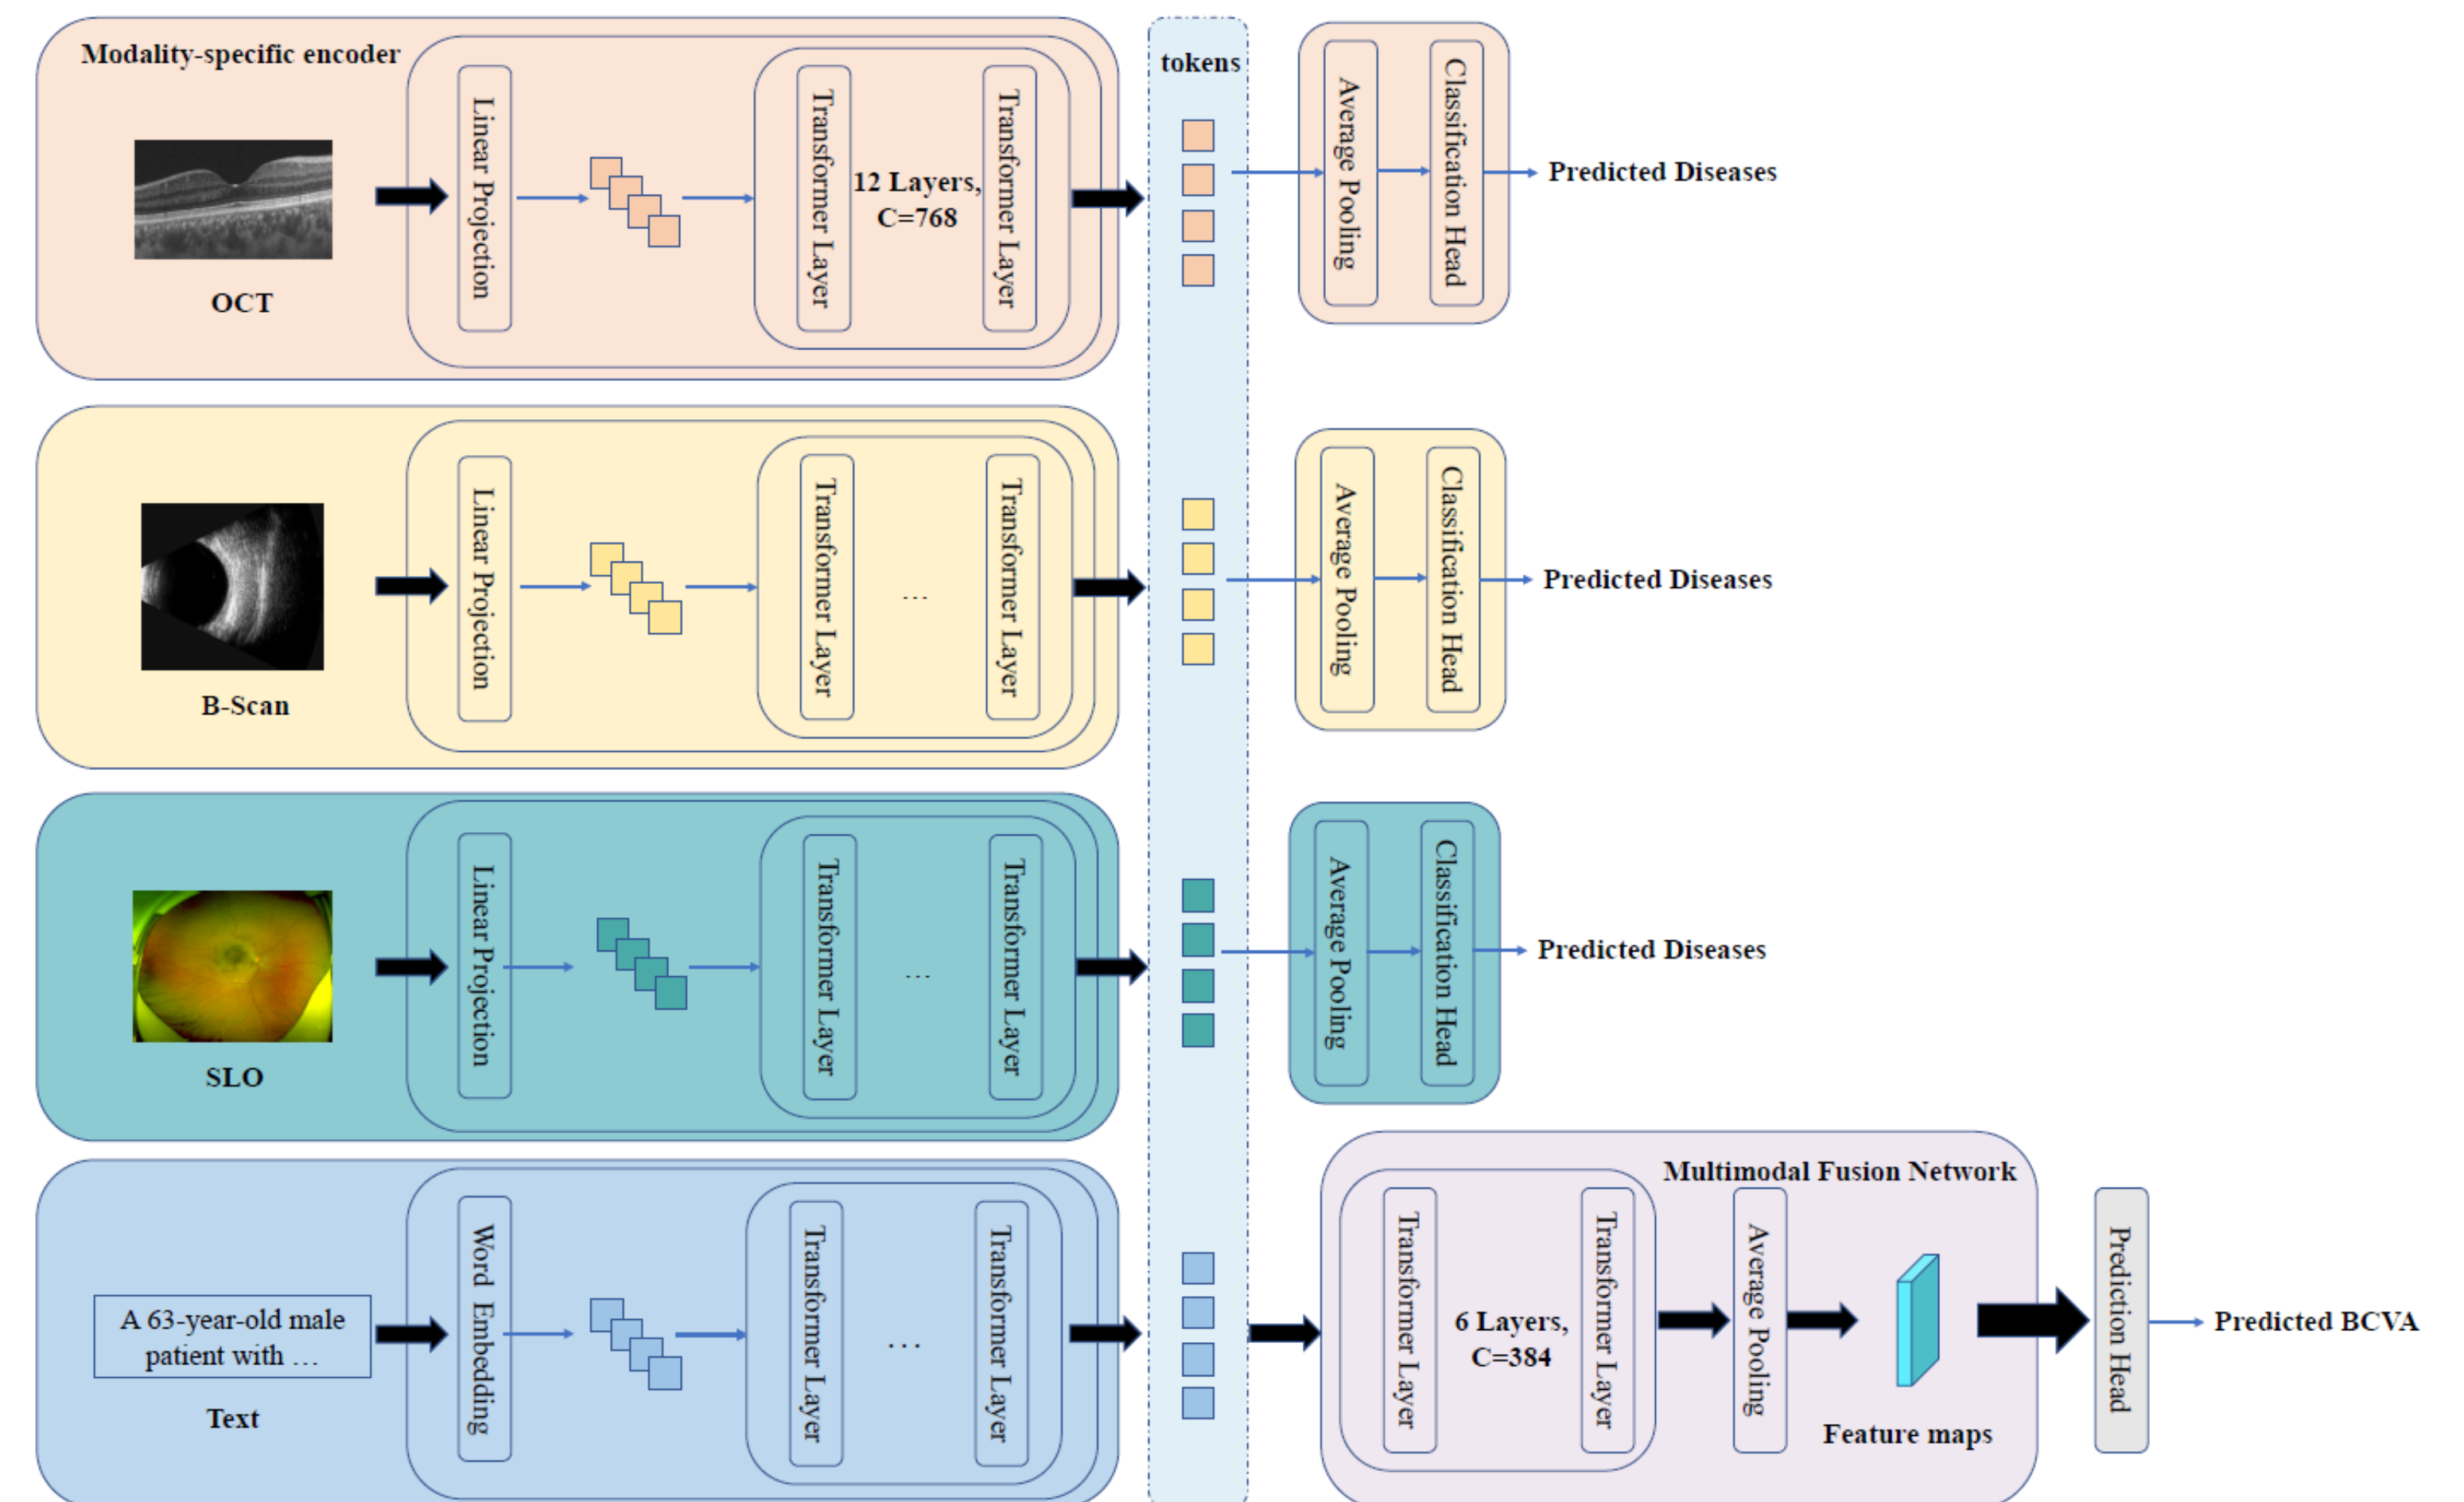 Modality-specific encoder
OCT
Linear Projection
Transformer Layer
12 Layers,
C=768
Transformer Layer
tokens
Average Pooling
Classification Head
Predicted Diseases
B-Scan
Linear Projection
Transformer Layer
...
Transformer Layer
Average Pooling
Classification Head
Predicted Diseases
SLO
Linear Projection
Transformer Layer
...
Transformer Layer
Average Pooling
Classification Head
Predicted Diseases
A 63-year-old male
patient with ...
Text
Word Embedding
Transformer Layer
...
Transformer Layer
Multimodal Fusion Network
Transformer Layer
6 Layers,
C=384
Transformer Layer
Average Pooling
Feature maps
Prediction Head
Predicted BCVA